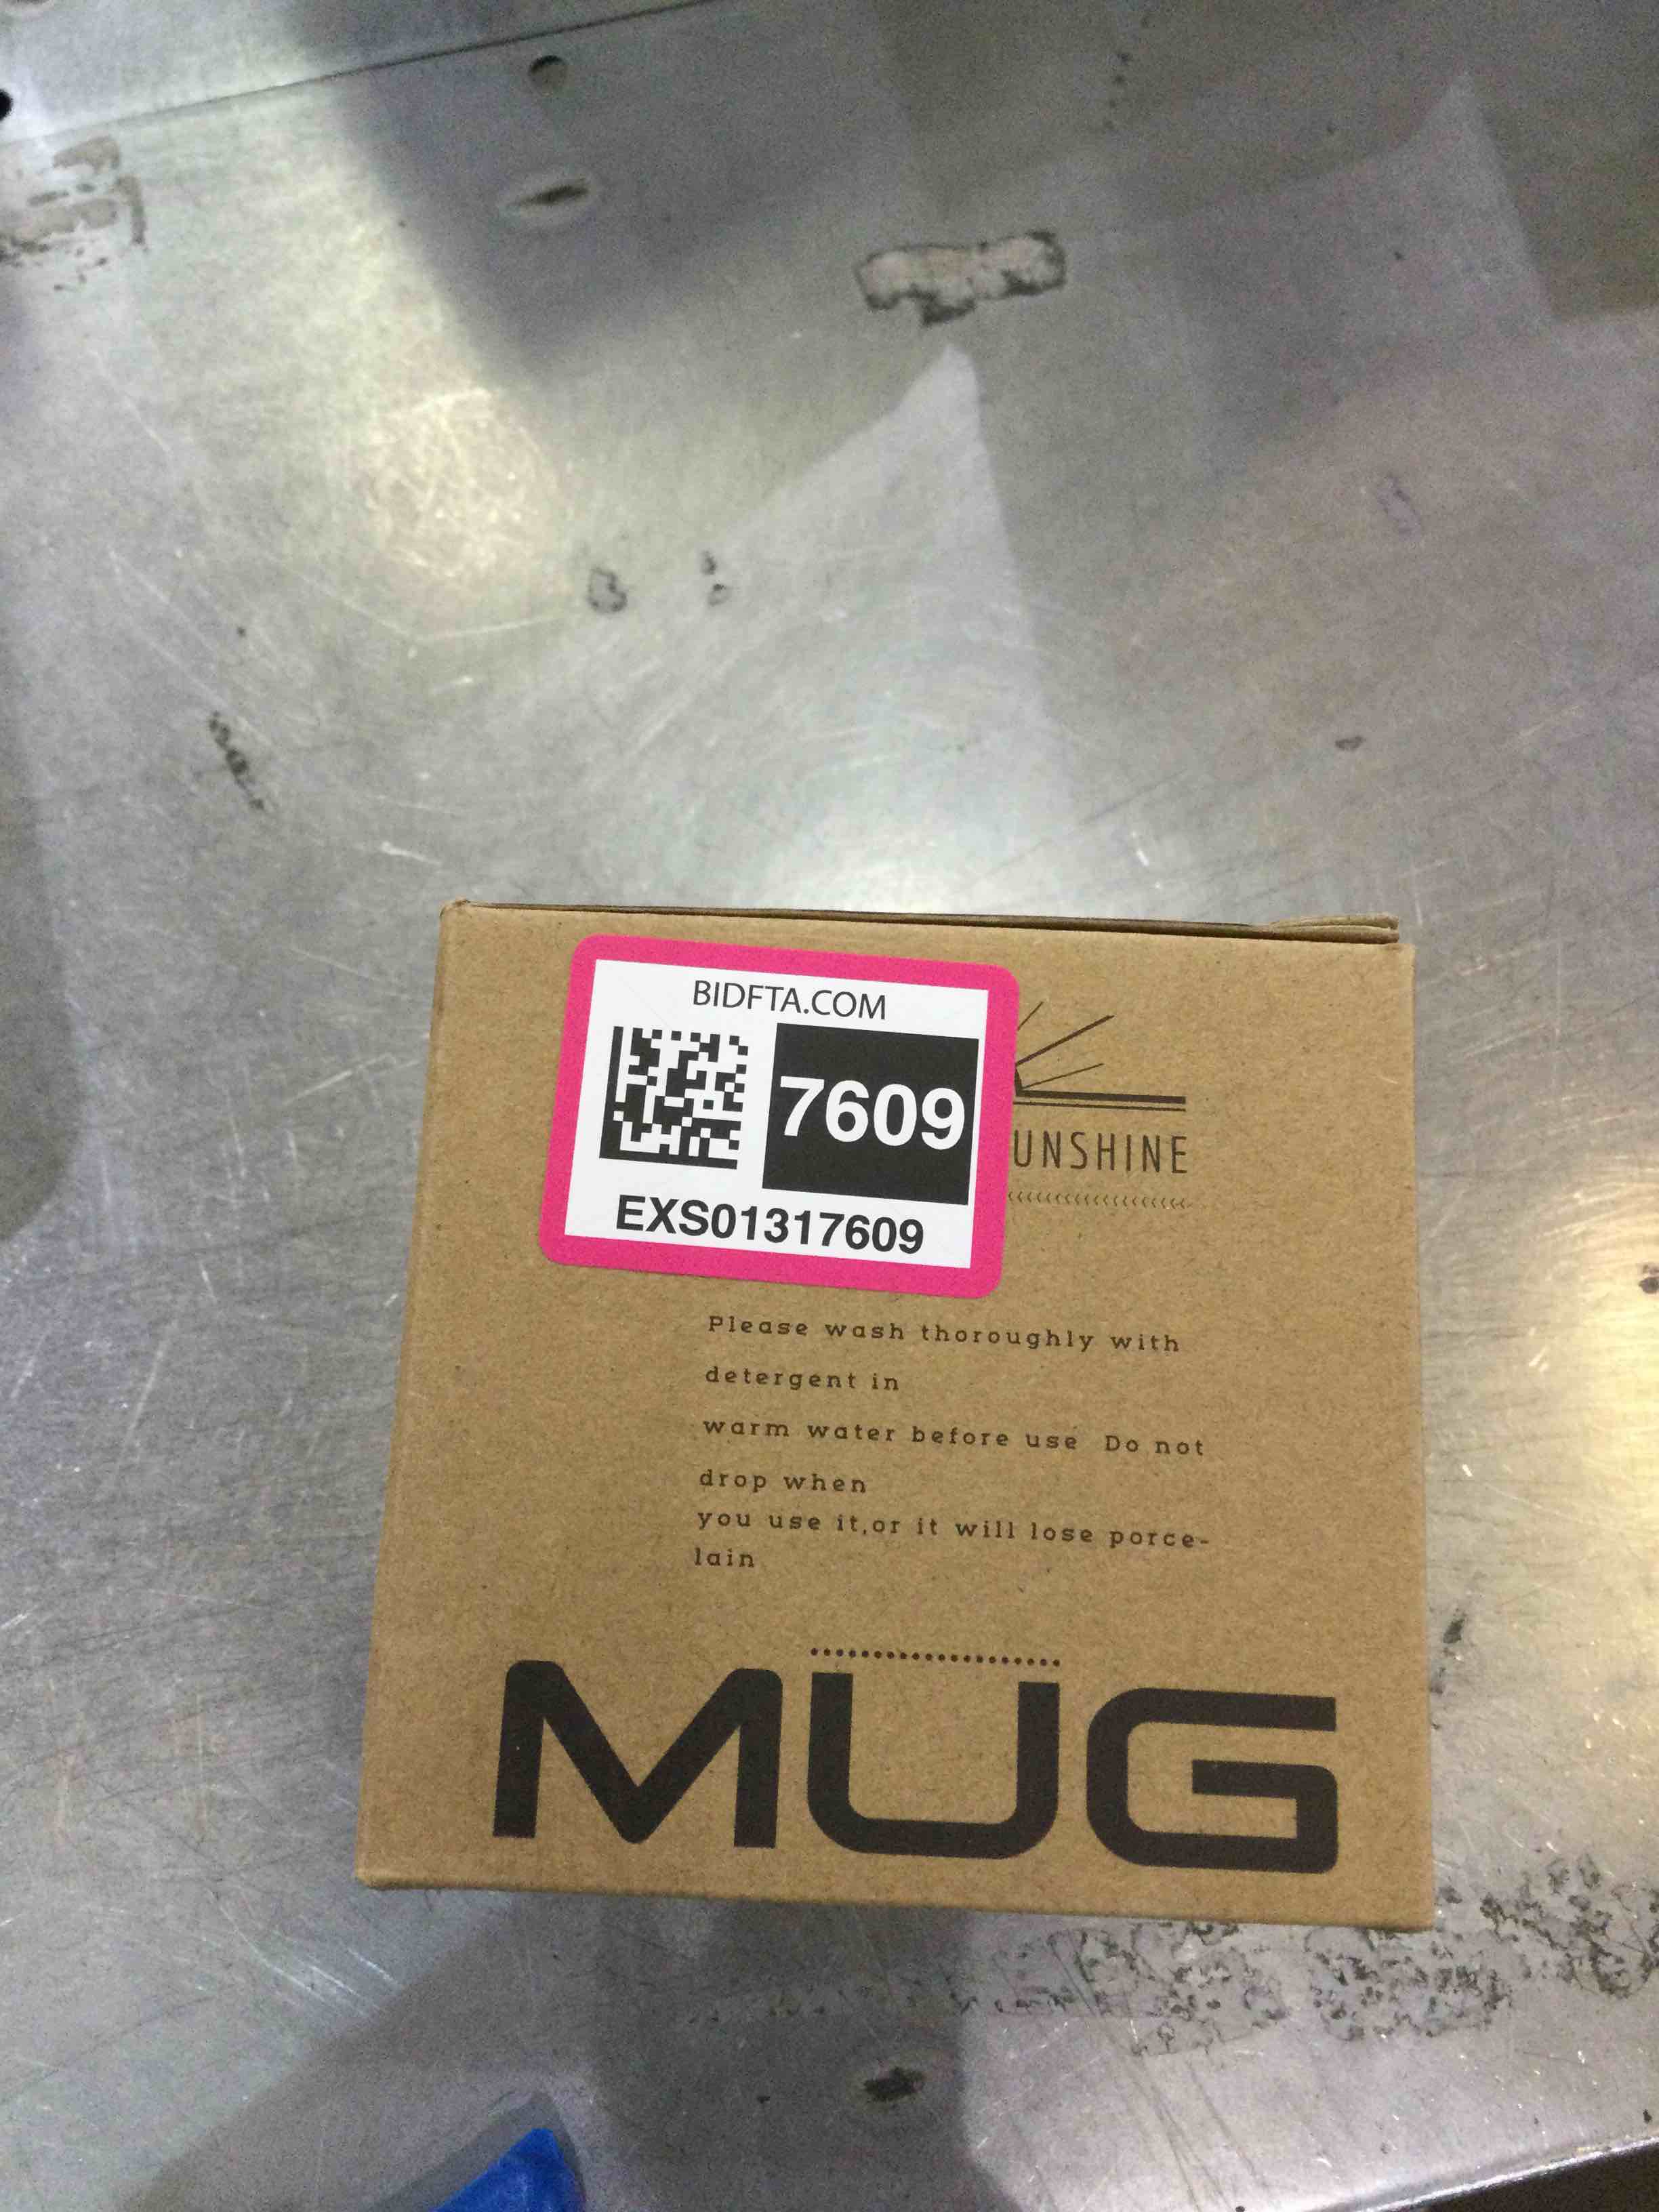 BIDFTA.COM
7609
EXS01317609
UNSHINE
Please wash thoroughly with
detergent in
warm water before use Do not
drop when
you use it,or it will lose porce-
lain
MUG